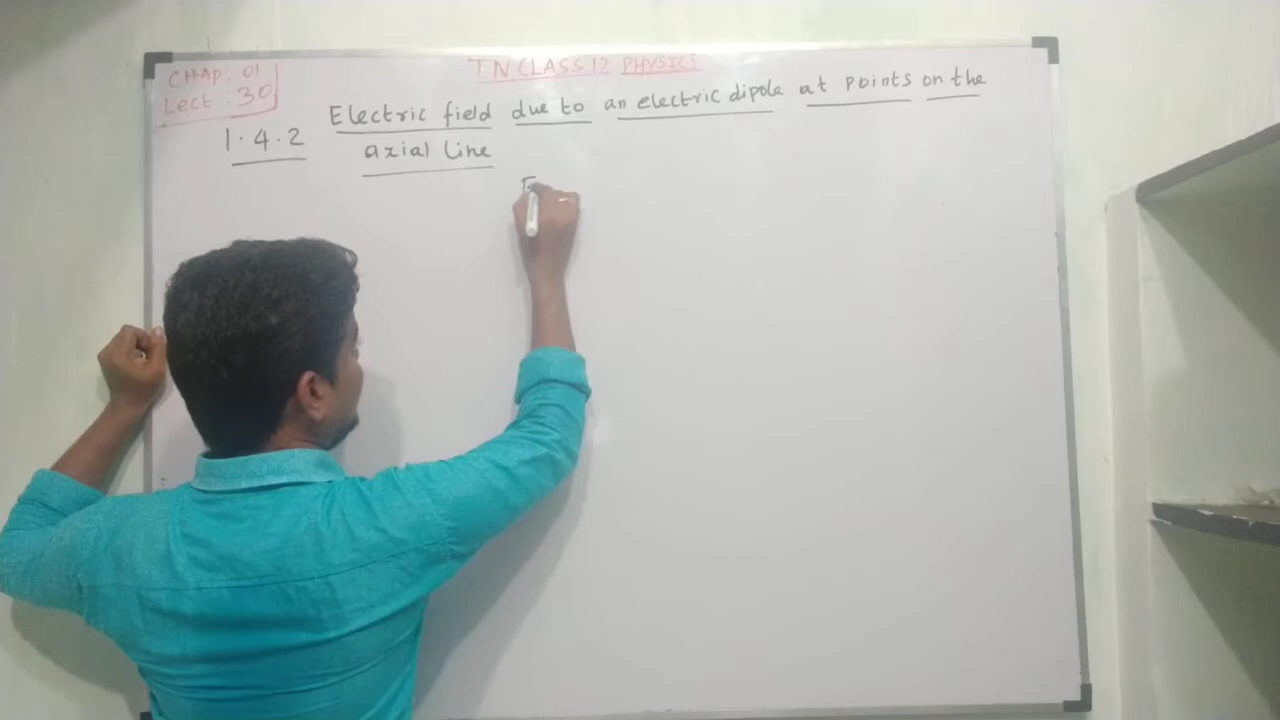 CHAP: 01
Lect: 30
TN CLASS 12 PHYSICS
1.4.2 Electric field due to an electric dipole at points on the
axial line